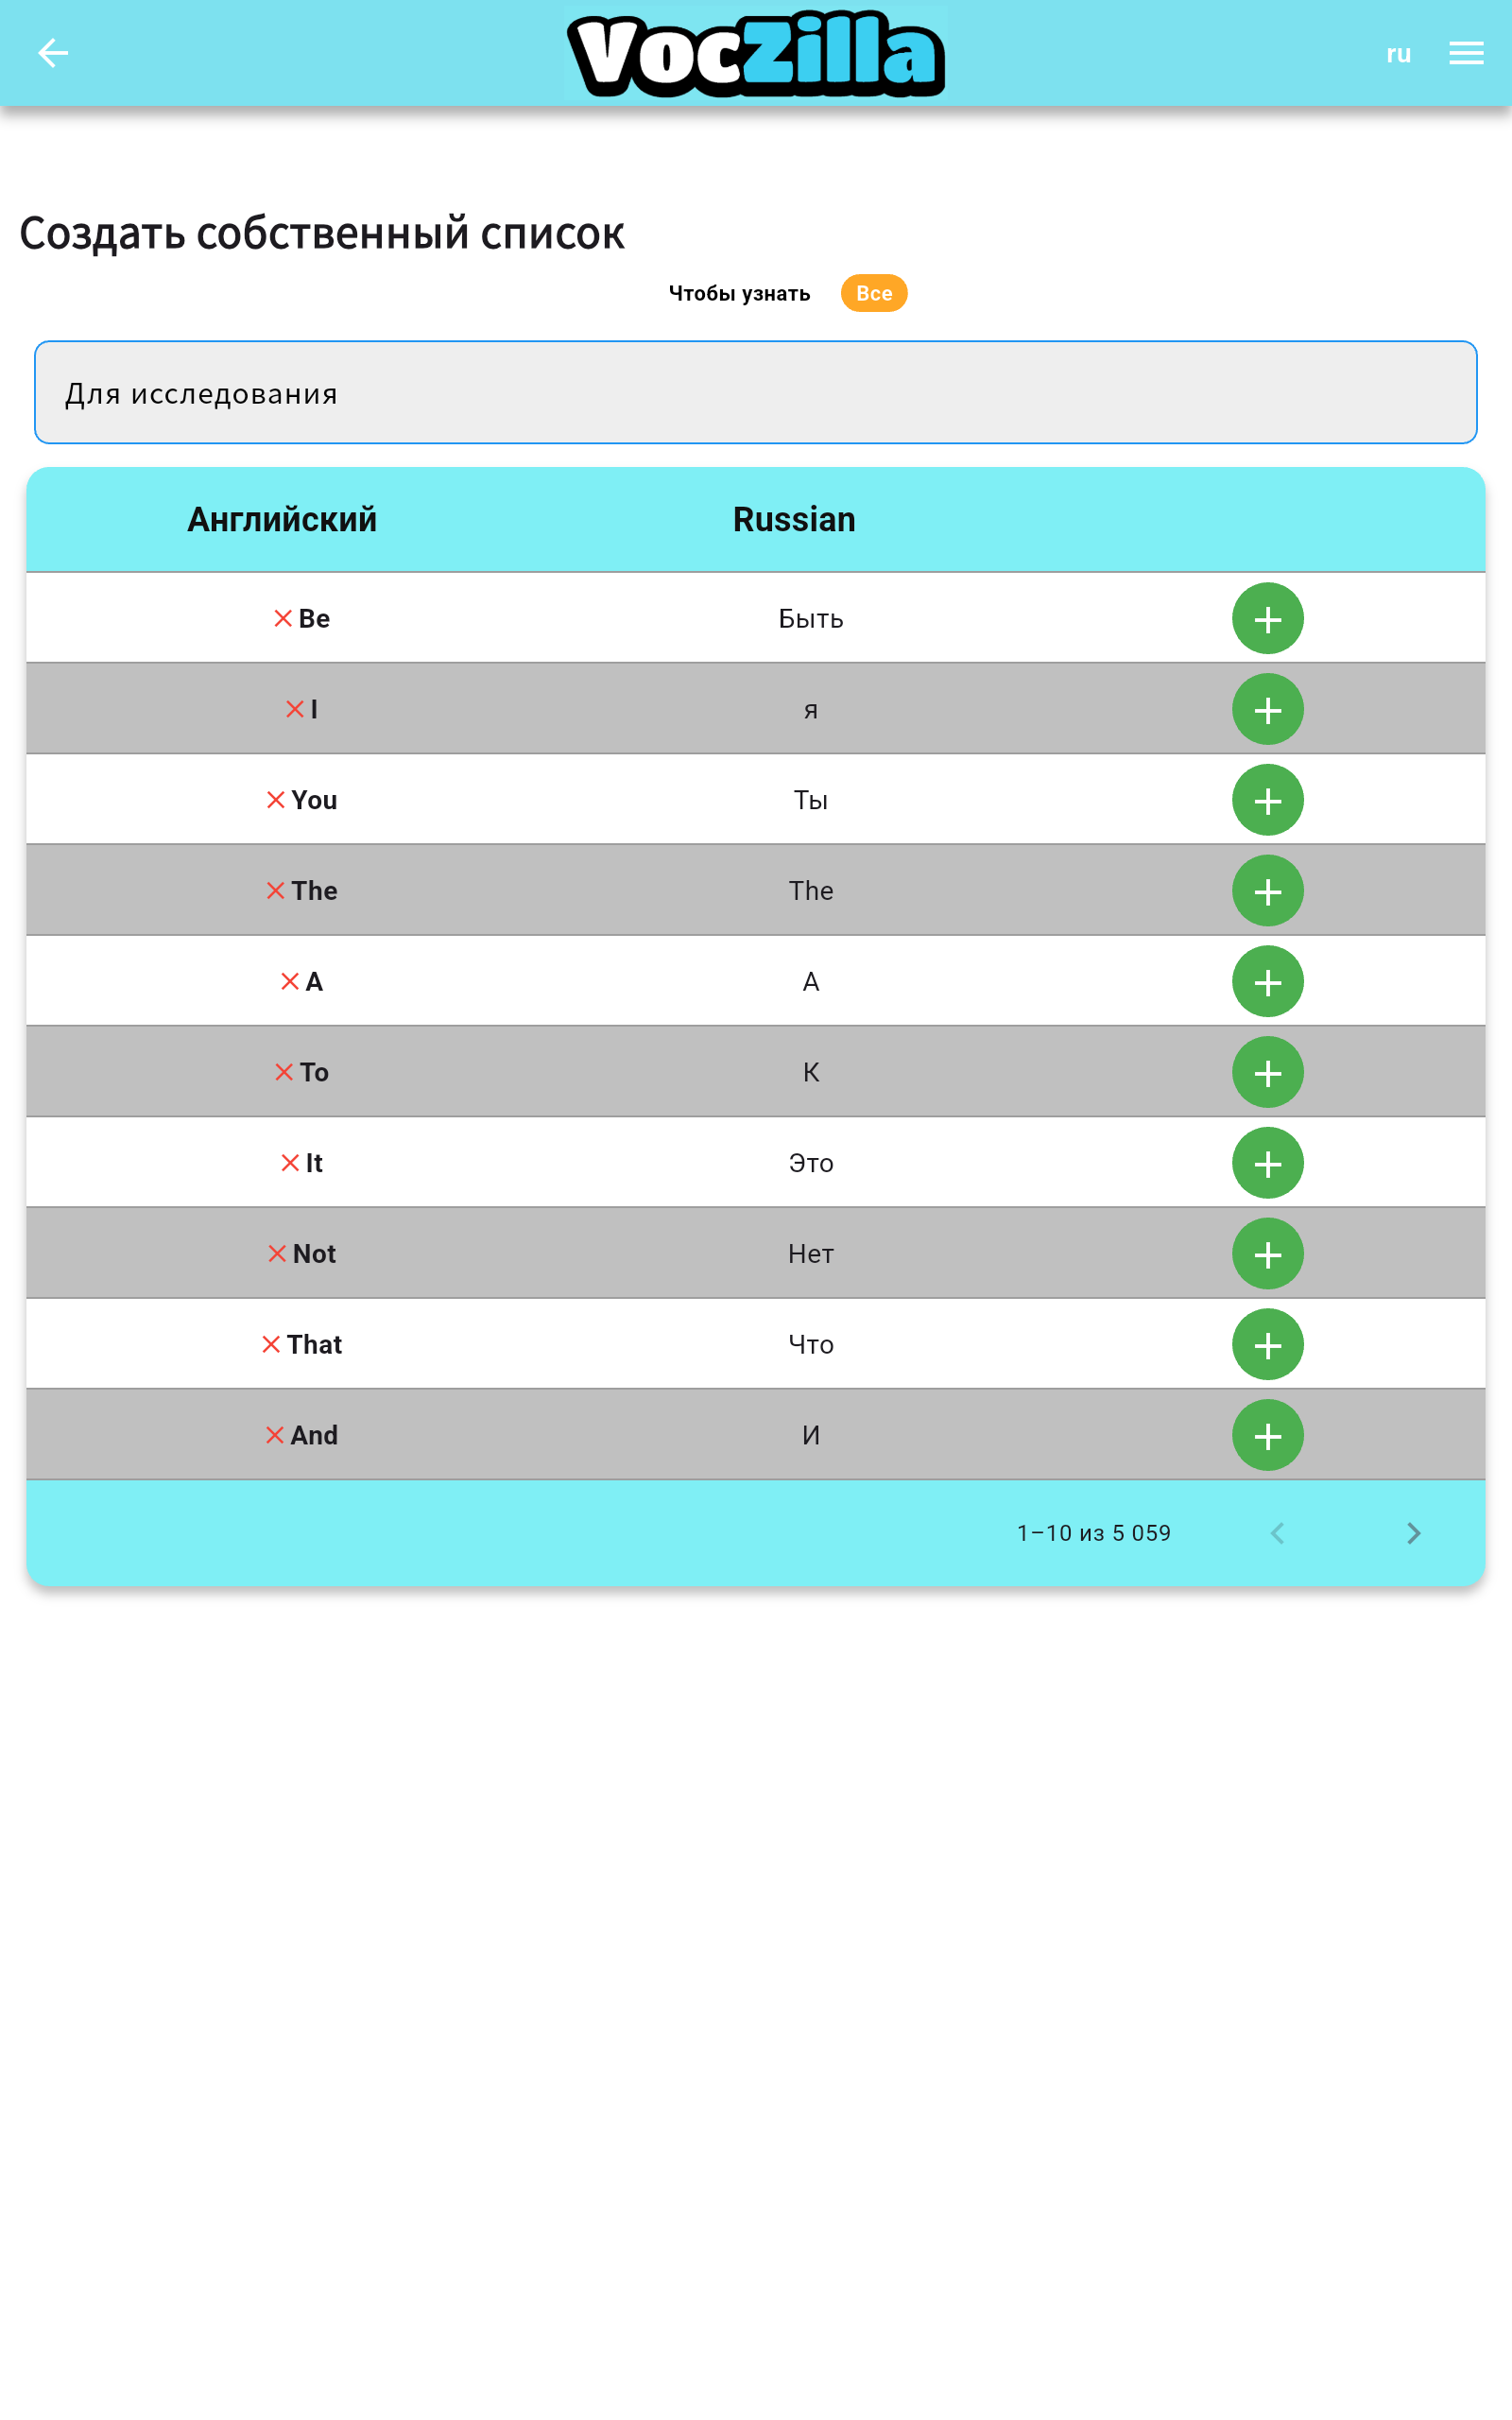 VocZilla
ru
Создать собственный список
Чтобы узнать Все
Для исследования
Английский Russian
Be Быть
I я
You Ты
The The
A А
To К
It Это
Not Нет
That Что
And И
1–10 из 5 059